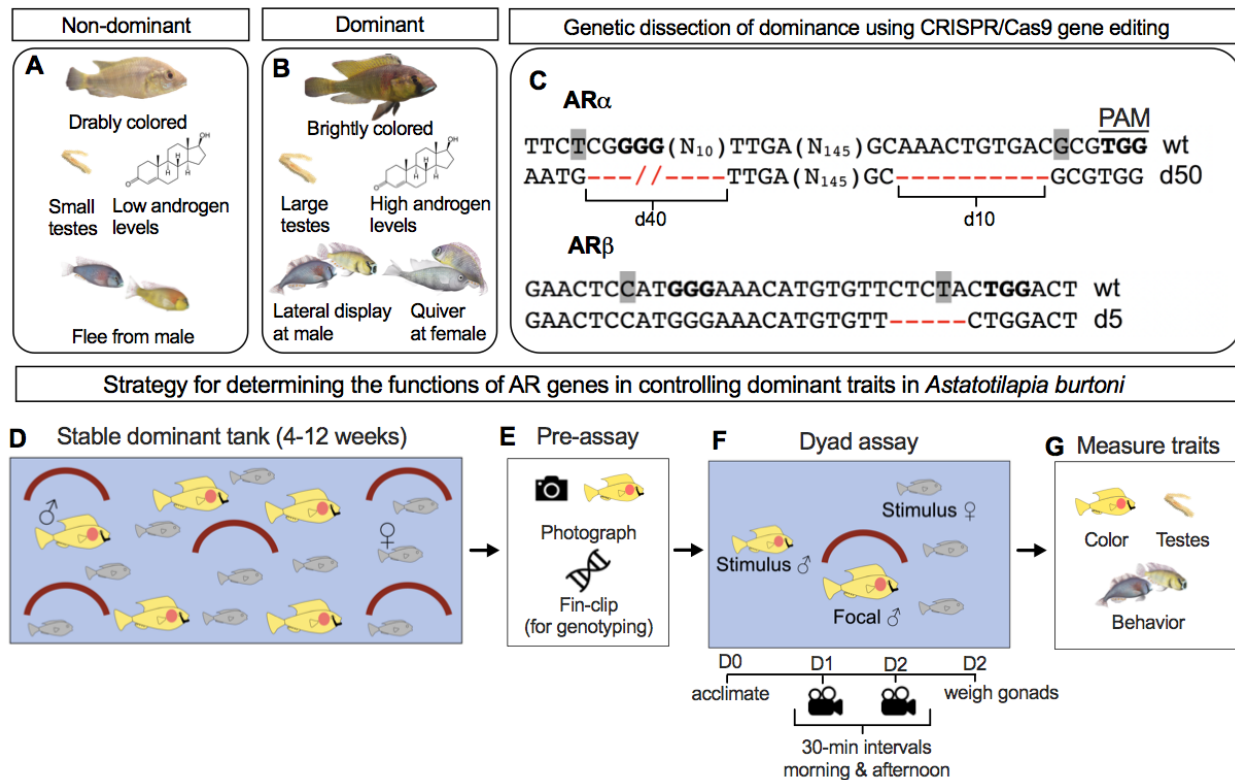 Non-dominant
Dominant
Genetic dissection of dominance using CRISPR/Cas9 gene editing
A
Drably colored
OH
H
H
H
O
Small
testes
Low androgen
levels
Flee from male
B
Brightly colored
OH
H
H
H
O
Large
testes
High androgen
levels
Lateral display
at male
Quiver
at female
C
ARα
PAM
TTCTCGGGG(N10)TTGA(N145)GCAAACTGTGACGCGTGG wt
AATG----//----TTGA(N145)GC----------GCGTGG d50
d40
d10
ARβ
GAACTCCATGGGGAAACATGTGTTCTCTACTGGACT wt
GAACTCCATGGGAAACATGTGTT-----CTGGACT d5
Strategy for determining the functions of AR genes in controlling dominant traits in Astatotilapia burtoni
D Stable dominant tank (4-12 weeks)
♂
♀
E Pre-assay
Photograph
Fin-clip
(for genotyping)
F Dyad assay
Stimulus ♀
Stimulus ♂
Focal ♂
D0 D1 D2 D2
acclimate
weigh gonads
30-min intervals
morning & afternoon
G Measure traits
Color
Testes
Behavior